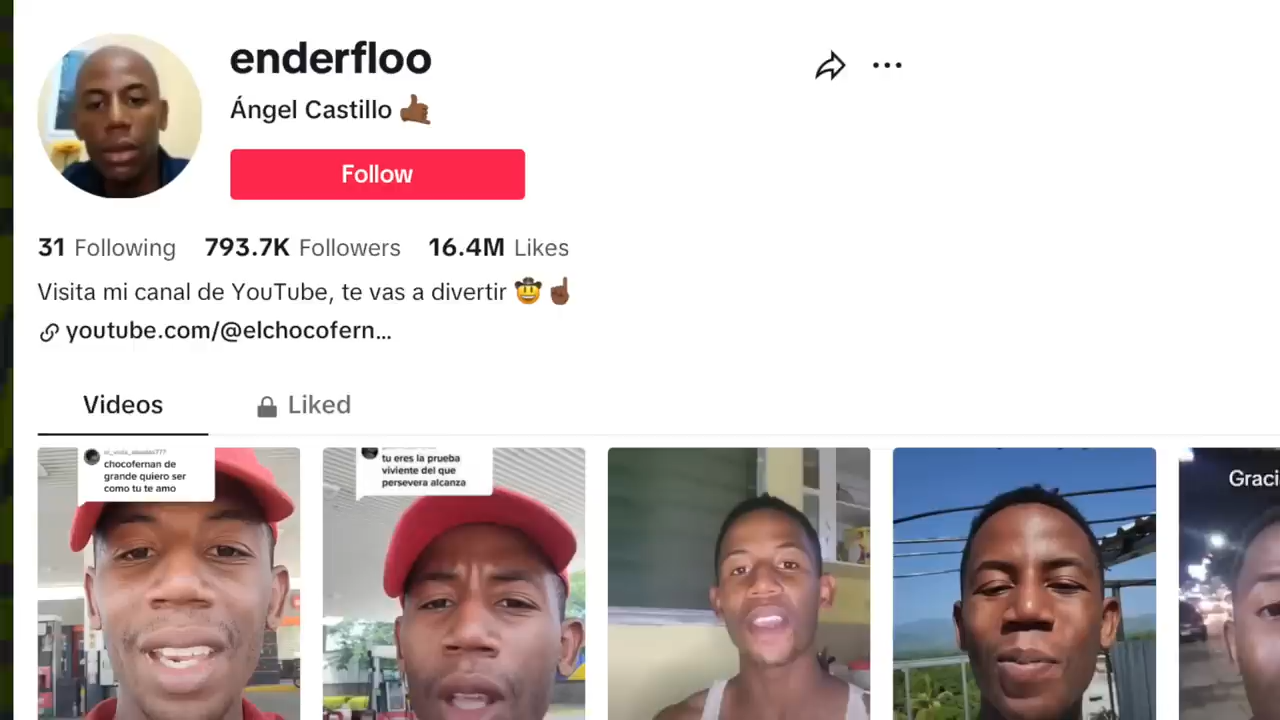 enderfloo
Ángel Castillo 🤙🏾
Follow
31 Following 793.7K Followers 16.4M Likes
Visita mi canal de YouTube, te vas a divertir 🤠☝🏾
youtube.com/@elchocofern...
Videos Liked
chocofernan de
grande quiero ser
como tu te amo
tu eres la prueba
viviente del que
persevera alcanza
Graci